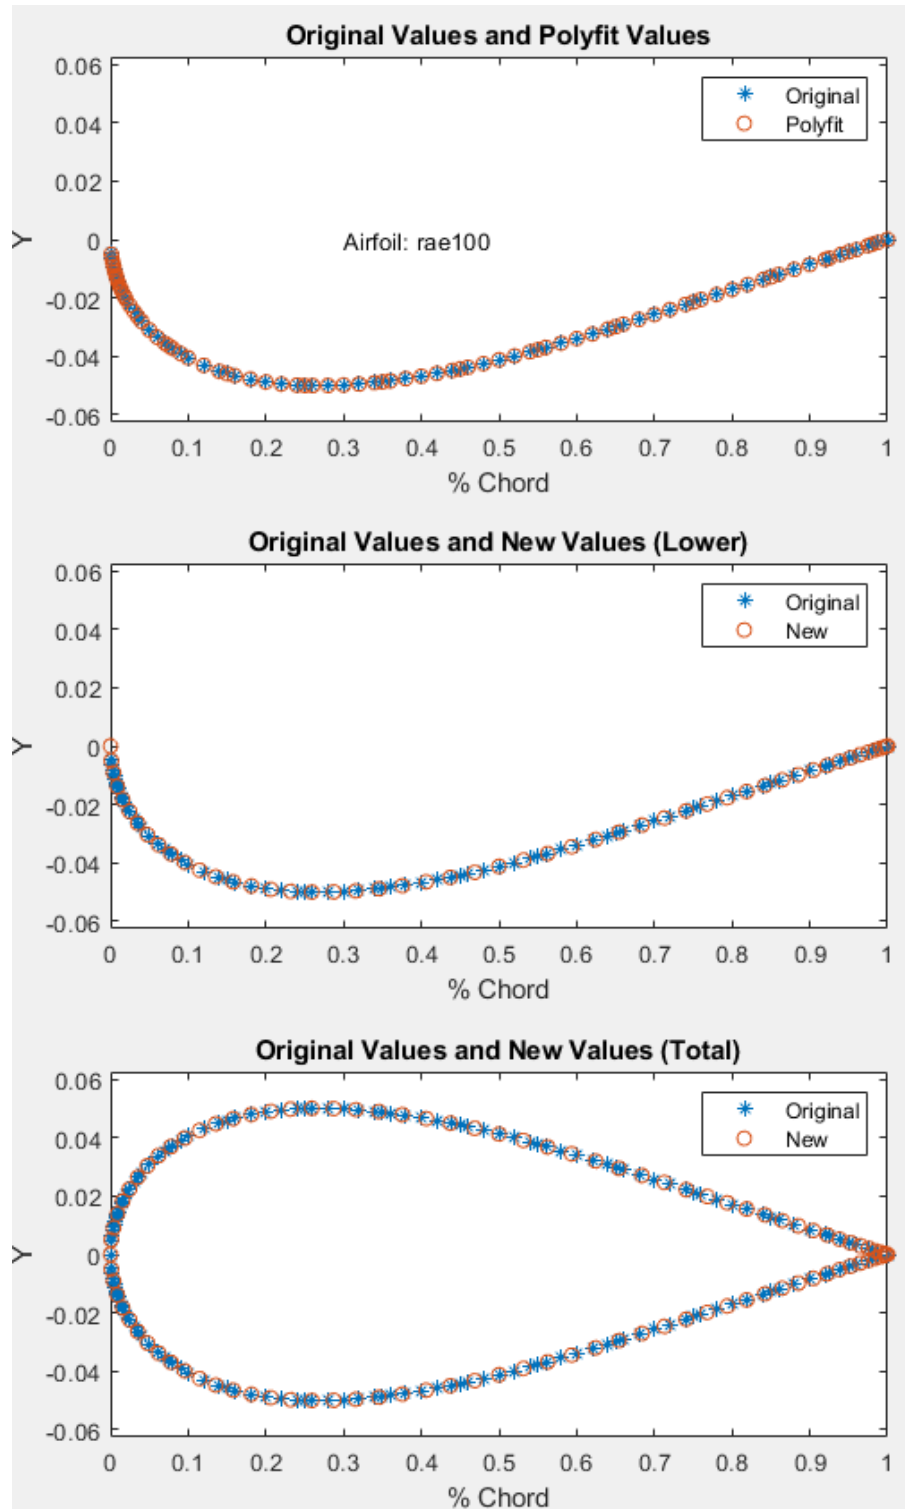 Original Values and Polyfit Values
0.06
0.04
0.02
0
-0.02
-0.04
-0.06
Y
Original
Polyfit
Airfoil: rae100
0 0.1 0.2 0.3 0.4 0.5 0.6 0.7 0.8 0.9 1
% Chord
Original Values and New Values (Lower)
0.06
0.04
0.02
0
-0.02
-0.04
-0.06
Y
Original
New
0 0.1 0.2 0.3 0.4 0.5 0.6 0.7 0.8 0.9 1
% Chord
Original Values and New Values (Total)
0.06
0.04
0.02
0
-0.02
-0.04
-0.06
Y
Original
New
0 0.1 0.2 0.3 0.4 0.5 0.6 0.7 0.8 0.9 1
% Chord